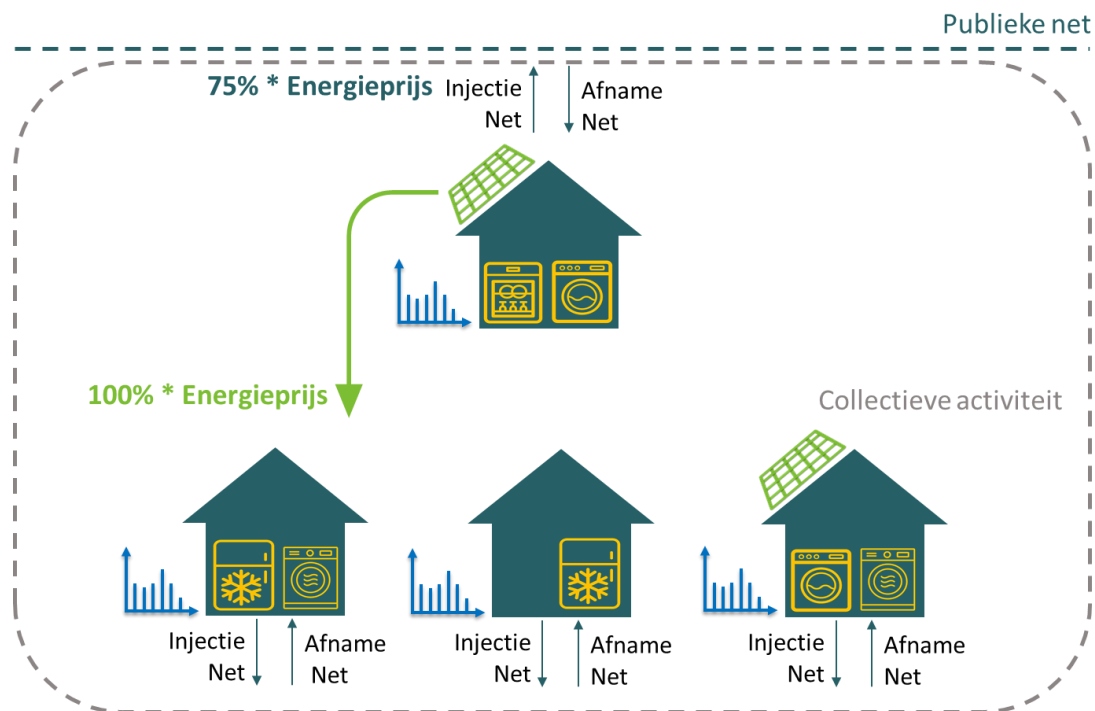 Publieke net
75% * Energieprijs
Injectie
Net
Afname
Net
100% * Energieprijs
Collectieve activiteit
Injectie
Net
Afname
Net
Injectie
Net
Afname
Net
Injectie
Net
Afname
Net